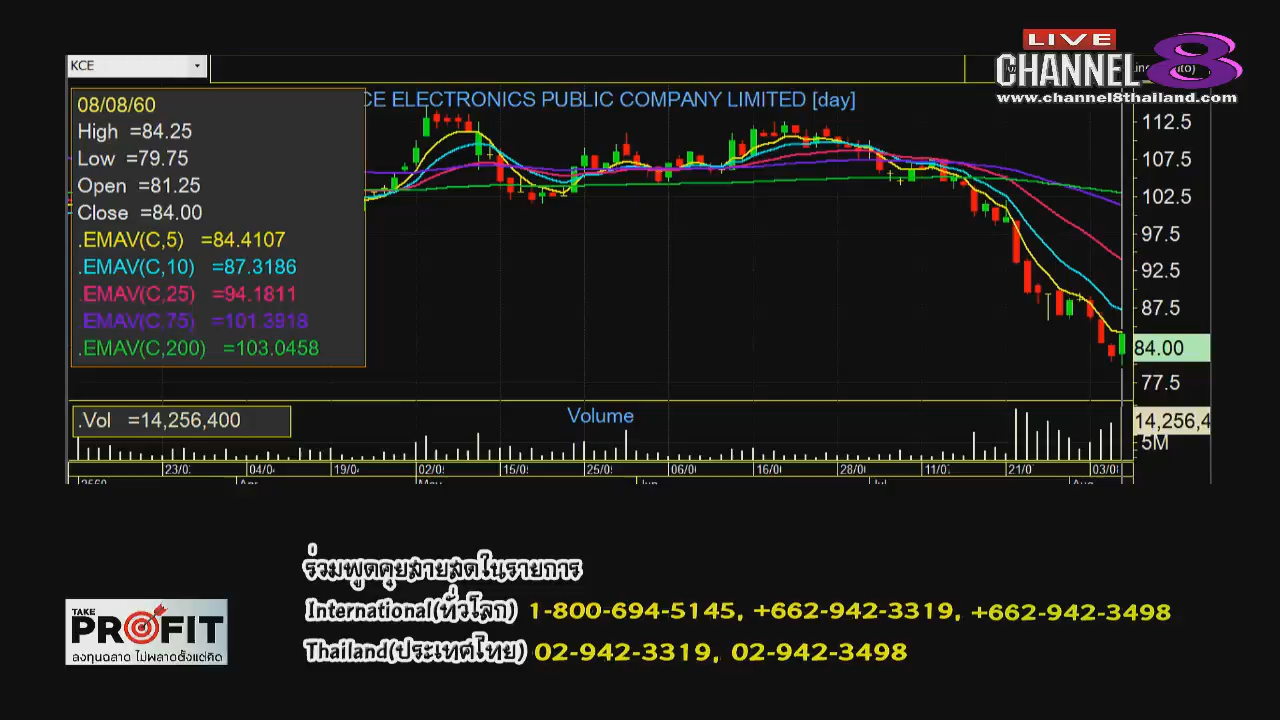 LIVE
CHANNEL 8
www.channel8thailand.com
KCE
CE ELECTRONICS PUBLIC COMPANY LIMITED [day]
08/08/60
High =84.25
Low =79.75
Open =81.25
Close =84.00
.EMAV(C,5) =84.4107
.EMAV(C,10) =87.3186
.EMAV(C,25) =94.1811
.EMAV(C,75) =101.3918
.EMAV(C,200) =103.0458
112.5
107.5
102.5
97.5
92.5
87.5
84.00
77.5
.Vol =14,256,400
Volume
14,256,4
5M
23/0 04/0 19/0 02/0 15/0 25/0 06/0 16/0 28/0 11/0 21/0 03/0
2560 Apr May Jun Jul Aug
ร่วมพูดคุยสายสดในรายการ
International(ทั่วโลก) 1-800-694-5145, +662-942-3319, +662-942-3498
Thailand(ประเทศไทย) 02-942-3319, 02-942-3498
TAKE
PROFIT
ลงทุนฉลาด ไม่พลาดตั้งแต่คิด